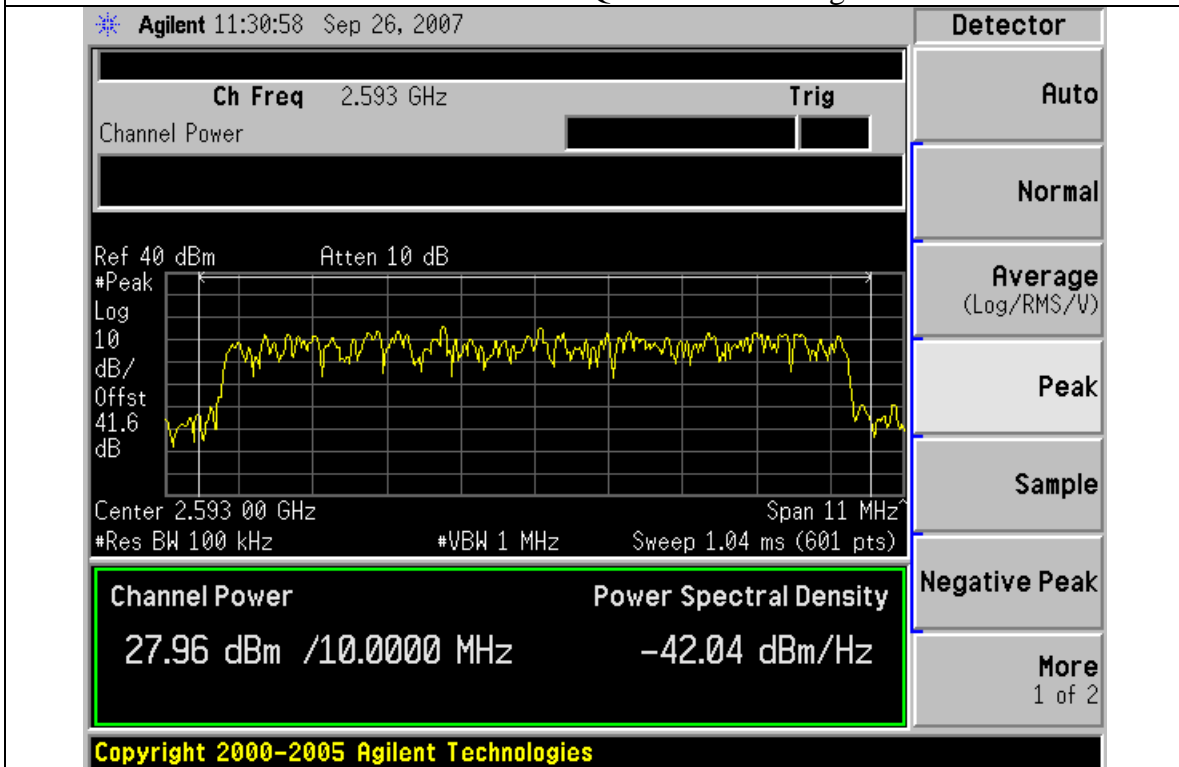 Agilent 11:30:58 Sep 26, 2007
Detector
Ch Freq 2.593 GHz Trig
Channel Power
Auto
Normal
Average
(Log/RMS/V)
Peak
Sample
Negative Peak
More
1 of 2
Ref 40 dBm Atten 10 dB
#Peak
Log
10
dB/
Offst
41.6
dB
Center 2.593 00 GHz Span 11 MHz^
#Res BW 100 kHz #VBW 1 MHz Sweep 1.04 ms (601 pts)
Channel Power Power Spectral Density
27.96 dBm /10.0000 MHz -42.04 dBm/Hz
Copyright 2000-2005 Agilent Technologies